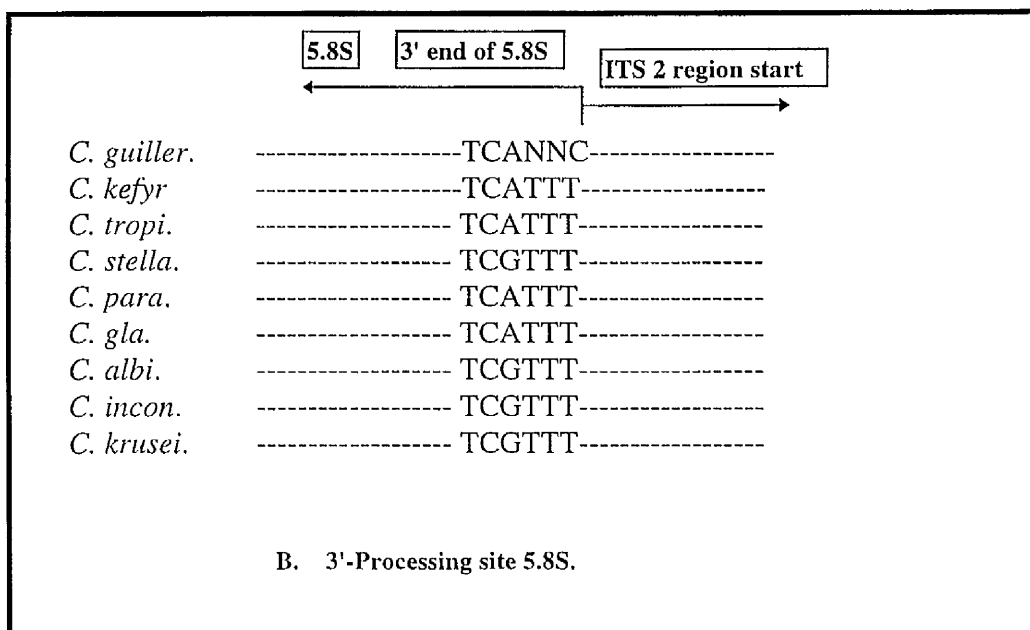 5.8S 3' end of 5.8S ITS 2 region start
C. guiller. --------------------TCANNC------------------
C. kefyr --------------------TCATTT------------------
C. tropi. ------------------- TCATTT------------------
C. stella. ------------------- TCGTTT------------------
C. para. ------------------- TCATTT------------------
C. gla. ------------------- TCATTT------------------
C. albi. ------------------- TCGTTT------------------
C. incon. ------------------- TCGTTT------------------
C. krusei. ------------------- TCGTTT------------------
B. 3'-Processing site 5.8S.